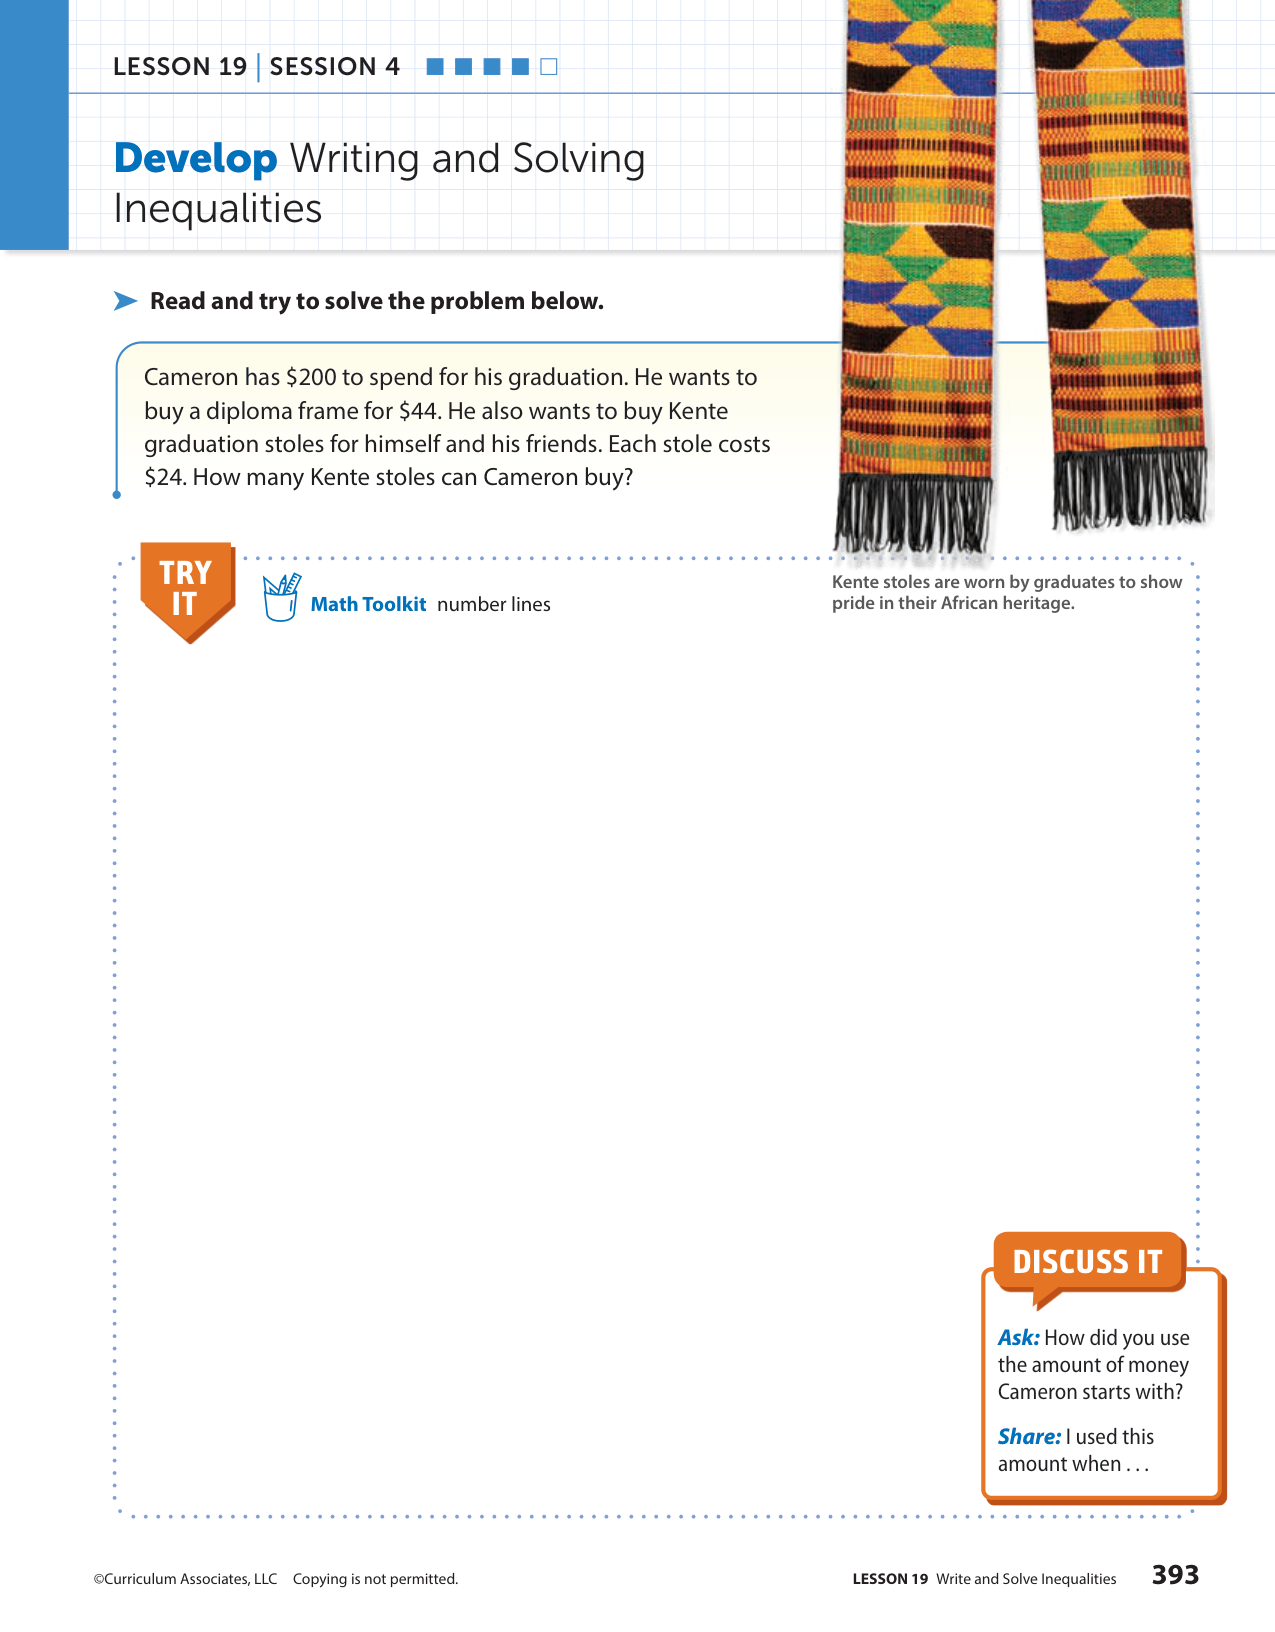 LESSON 19 | SESSION 4
Develop Writing and Solving
Inequalities
Read and try to solve the problem below.
Cameron has $200 to spend for his graduation. He wants to
buy a diploma frame for $44. He also wants to buy Kente
graduation stoles for himself and his friends. Each stole costs
$24. How many Kente stoles can Cameron buy?
TRY
IT
Math Toolkit number lines
Kente stoles are worn by graduates to show
pride in their African heritage.
DISCUSS IT
Ask: How did you use
the amount of money
Cameron starts with?
Share: I used this
amount when . . .
©Curriculum Associates, LLC Copying is not permitted.
LESSON 19 Write and Solve Inequalities 393